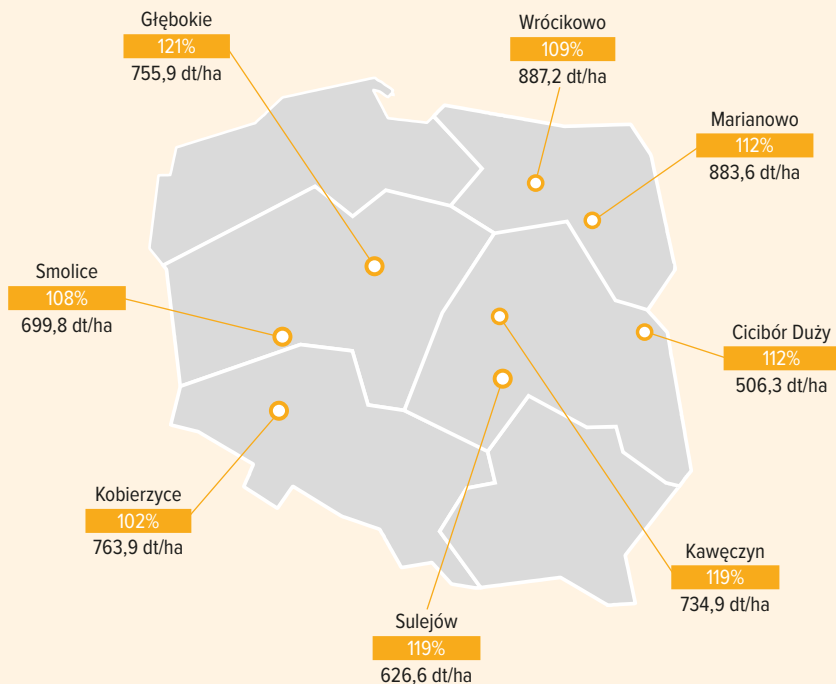 Głębokie
121%
755,9 dt/ha
Wrócikowo
109%
887,2 dt/ha
Marianowo
112%
883,6 dt/ha
Smolice
108%
699,8 dt/ha
Cicibór Duży
112%
506,3 dt/ha
Kobierzyce
102%
763,9 dt/ha
Kawęczyn
119%
734,9 dt/ha
Sulejów
119%
626,6 dt/ha